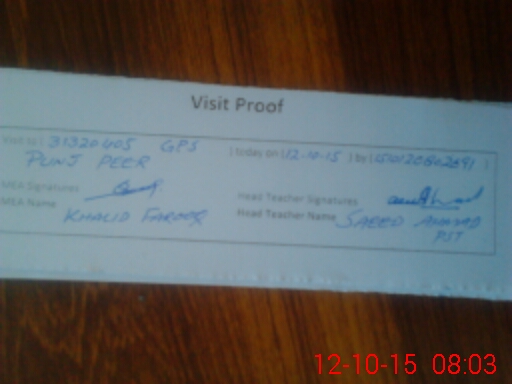 Visit Proof
Visit to ( 31320405 GPS ) today on (12-10-15 ) by (
PUNJ PEER
MEA Signatures Head Teacher Signatures
MEA Name KHALID FAROOQ Head Teacher Name SAEED AHMAD
PST
12-10-15 08:03